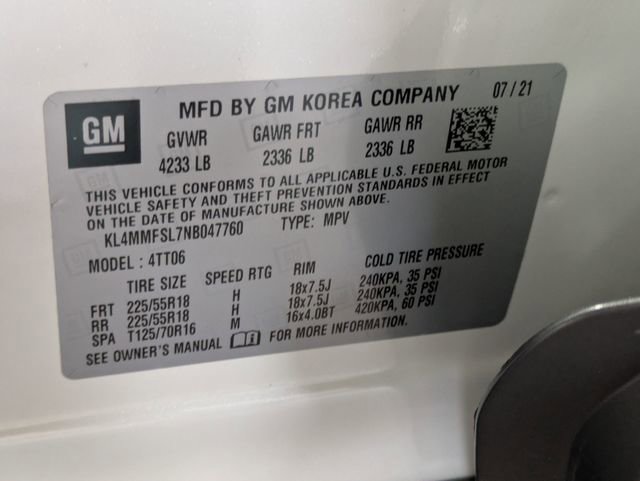 GM
MFD BY GM KOREA COMPANY 07 / 21
GVWR GAWR FRT GAWR RR
4233 LB 2336 LB 2336 LB
THIS VEHICLE CONFORMS TO ALL APPLICABLE U.S. FEDERAL MOTOR
VEHICLE SAFETY AND THEFT PREVENTION STANDARDS IN EFFECT
ON THE DATE OF MANUFACTURE SHOWN ABOVE.
KL4MMFSL7NB047760 TYPE: MPV
MODEL : 4TT06
TIRE SIZE SPEED RTG RIM COLD TIRE PRESSURE
FRT 225/55R18 H 18x7.5J 240KPA, 35 PSI
RR 225/55R18 H 18x7.5J 240KPA, 35 PSI
SPA T125/70R16 M 16x4.0BT 420KPA, 60 PSI
SEE OWNER'S MANUAL FOR MORE INFORMATION.